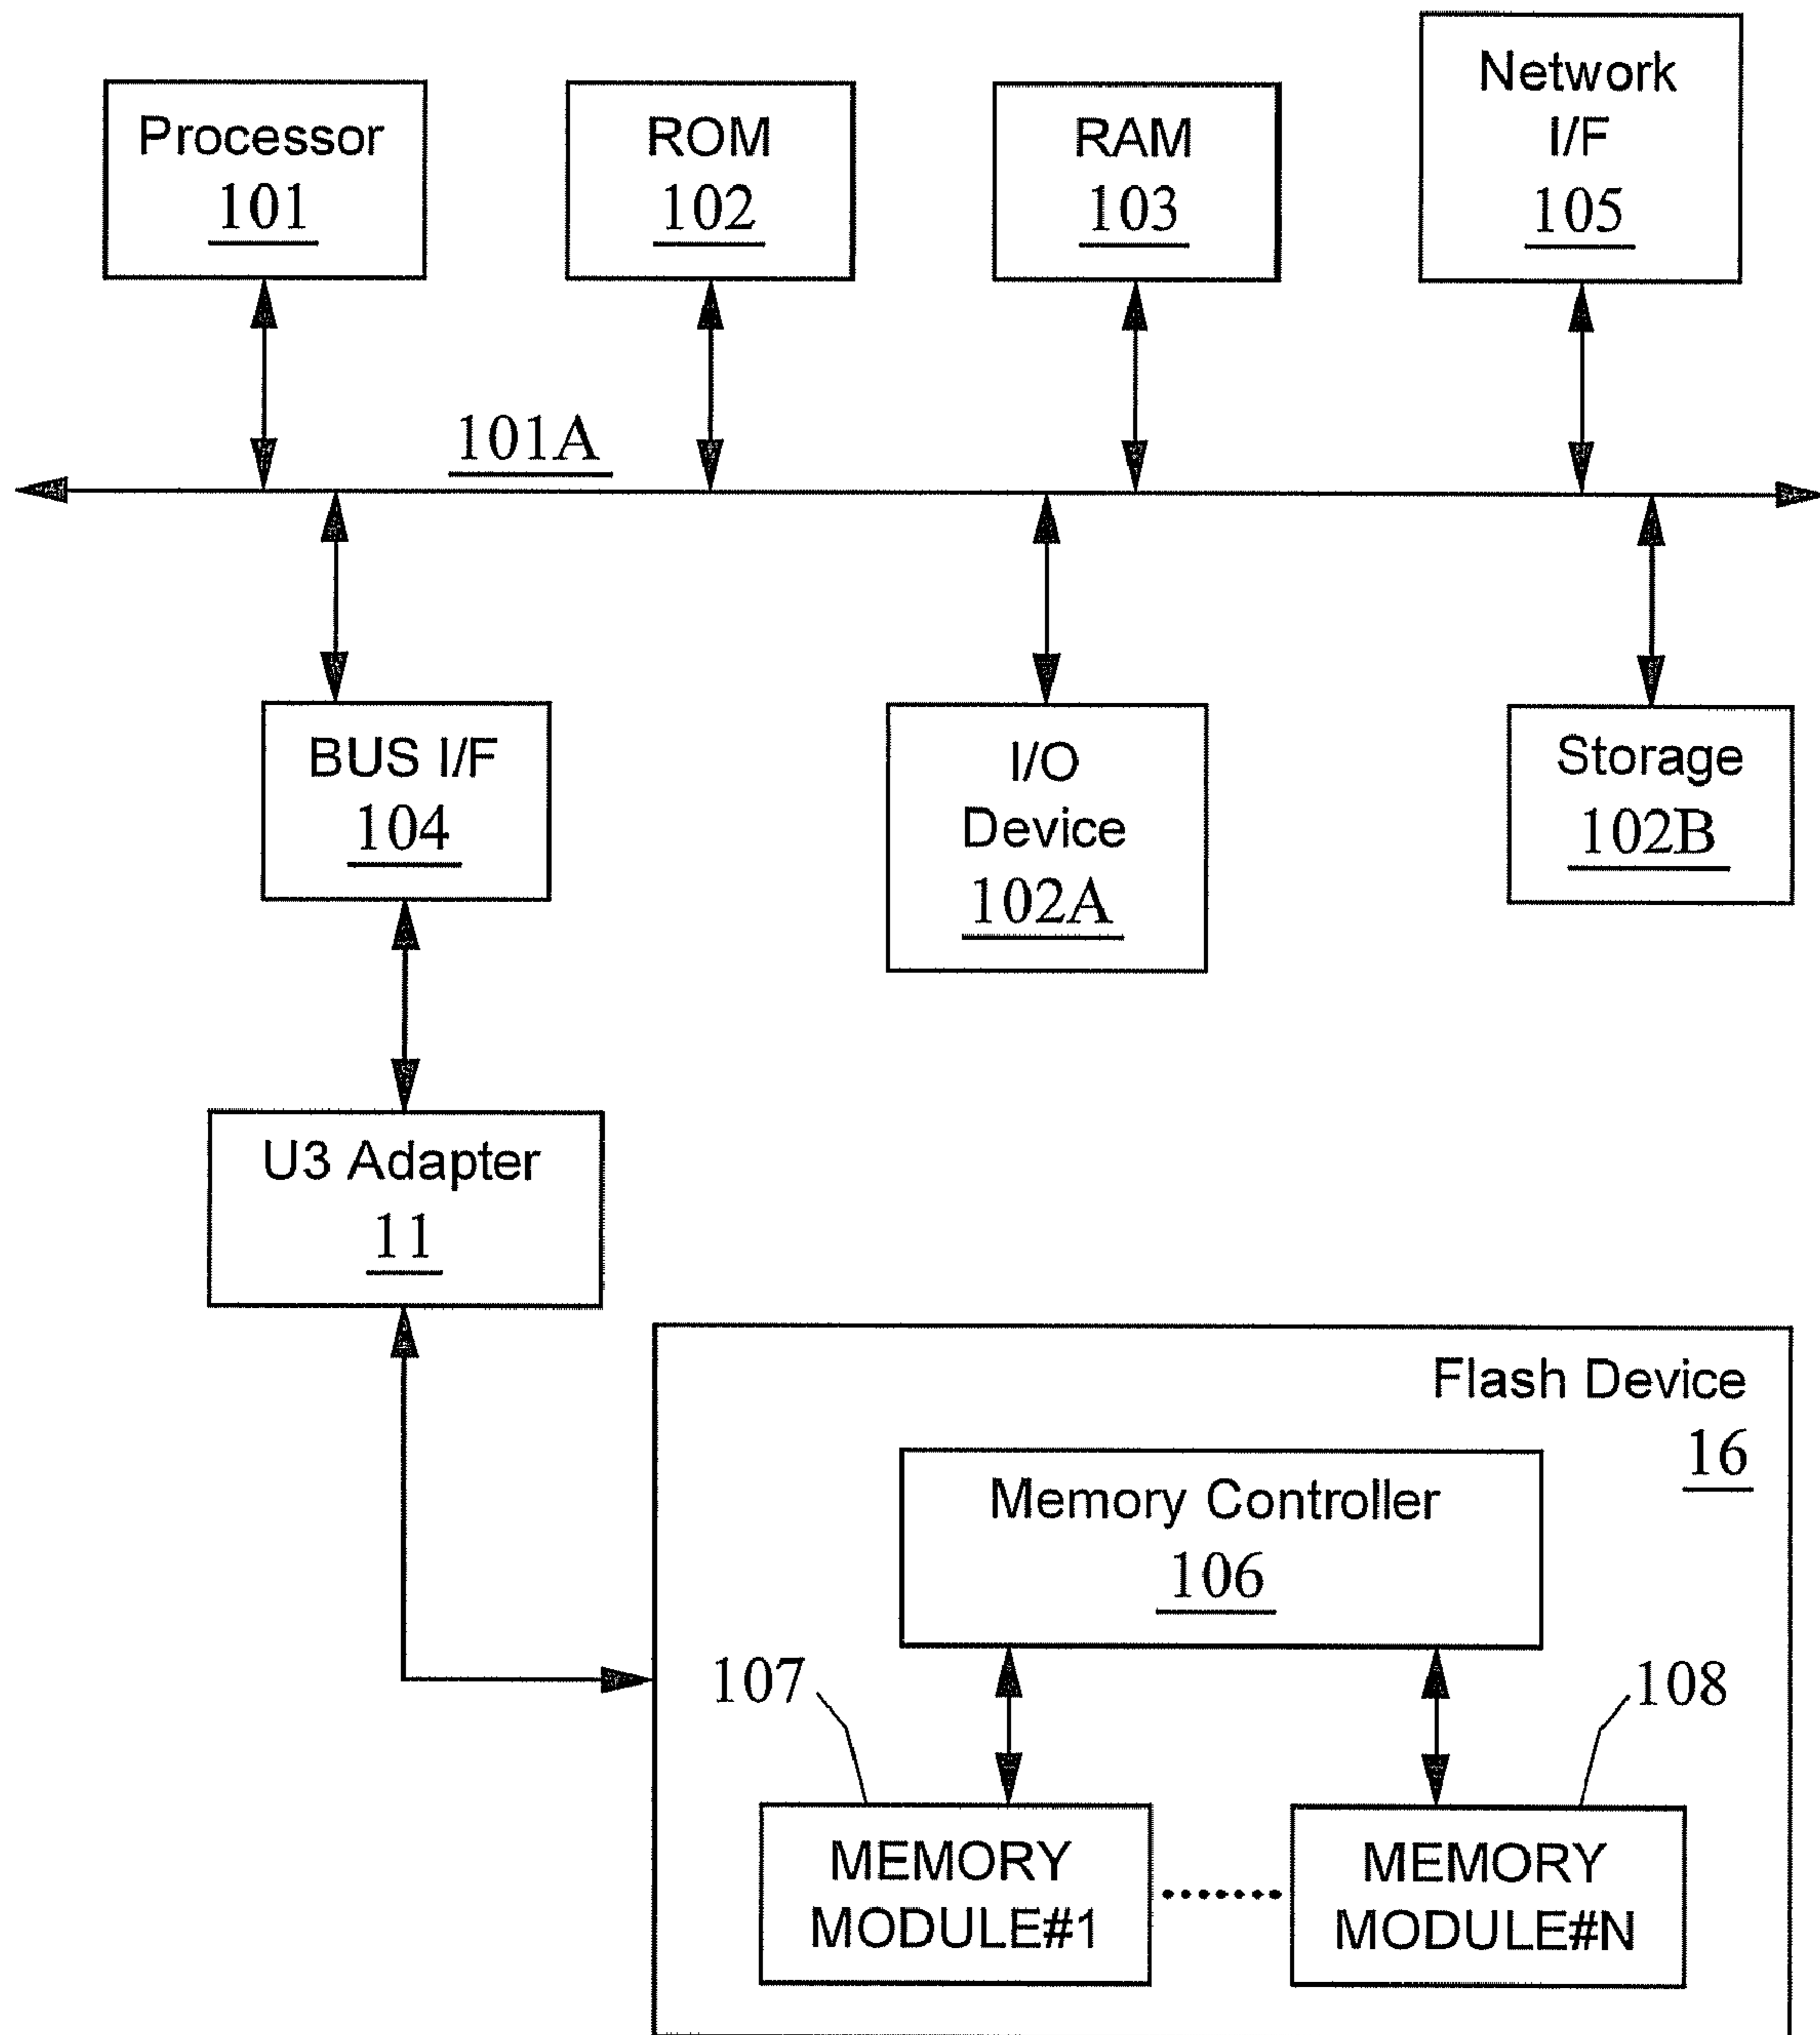 Processor
101
ROM
102
RAM
103
Network
I/F
105
101A
BUS I/F
104
I/O
Device
102A
Storage
102B
U3 Adapter
11
Flash Device
16
Memory Controller
106
107
108
MEMORY
MODULE#1
MEMORY
MODULE#N